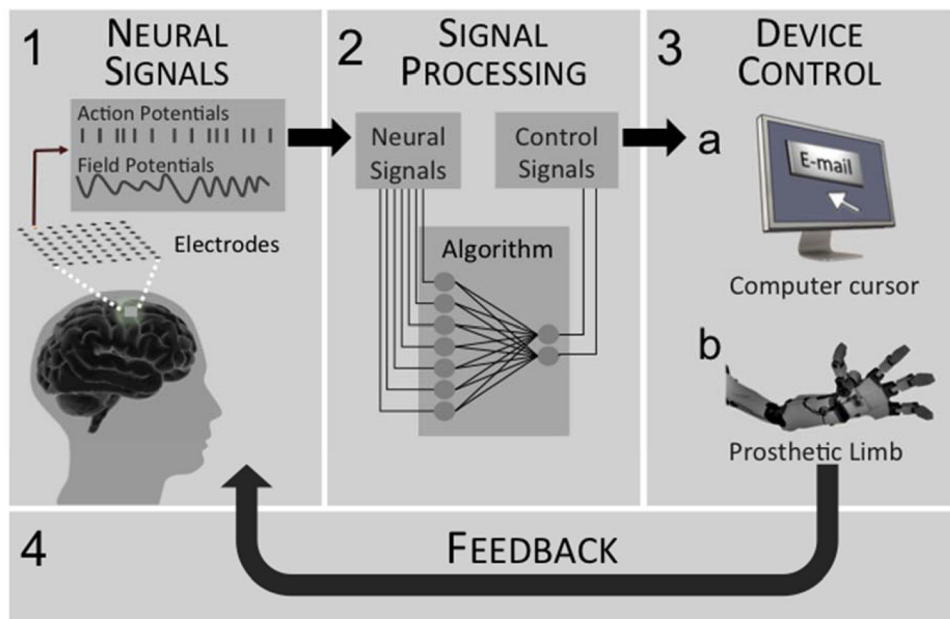 1
NEURAL
SIGNALS
Action Potentials
Field Potentials
Electrodes
2
SIGNAL
PROCESSING
Neural
Signals
Control
Signals
Algorithm
3
DEVICE
CONTROL
a
E-mail
Computer cursor
b
Prosthetic Limb
4
FEEDBACK